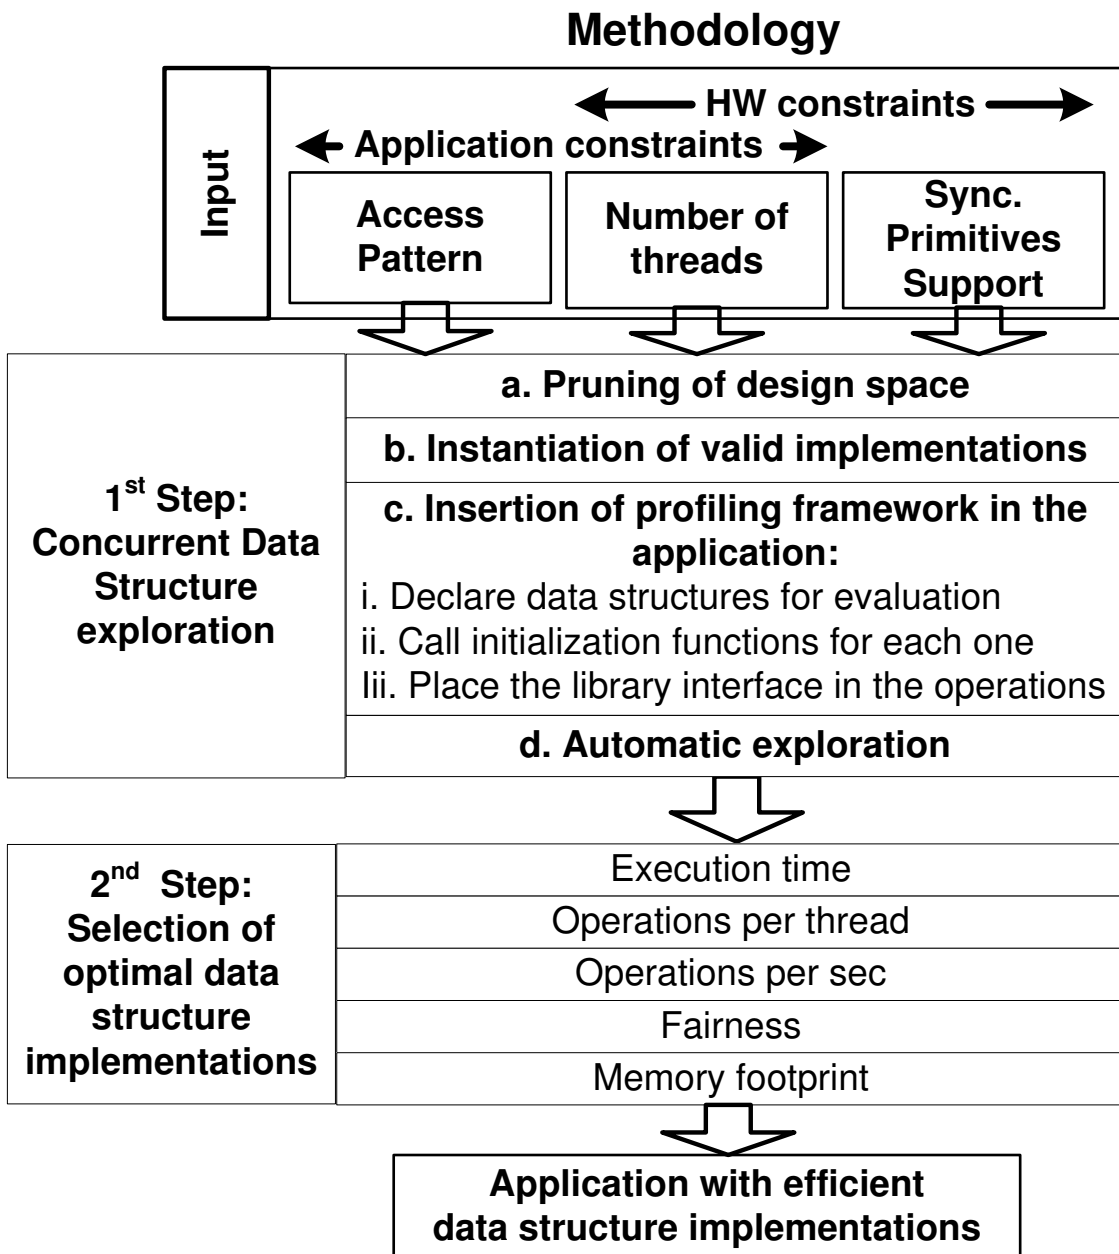 Methodology
Input
HW constraints
Application constraints
Access
Pattern
Number of
threads
Sync.
Primitives
Support
1st Step:
Concurrent Data
Structure
exploration
a. Pruning of design space
b. Instantiation of valid implementations
c. Insertion of profiling framework in the
application:
i. Declare data structures for evaluation
ii. Call initialization functions for each one
Iii. Place the library interface in the operations
d. Automatic exploration
2nd Step:
Selection of
optimal data
structure
implementations
Execution time
Operations per thread
Operations per sec
Fairness
Memory footprint
Application with efficient
data structure implementations